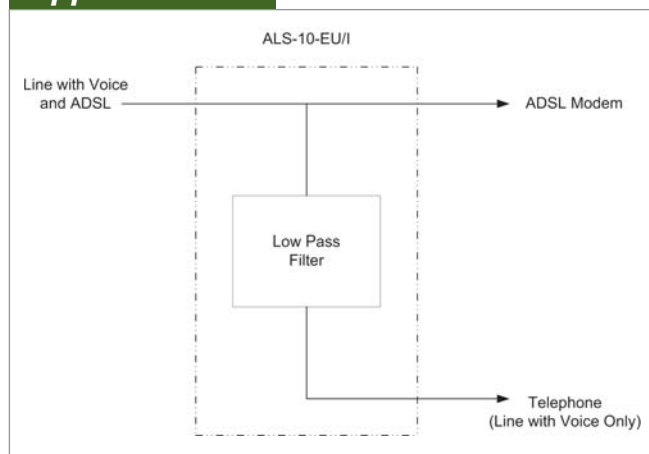 ALS-10-EU/I
Line with Voice
and ADSL
ADSL Modem
Low Pass
Filter
Telephone
(Line with Voice Only)